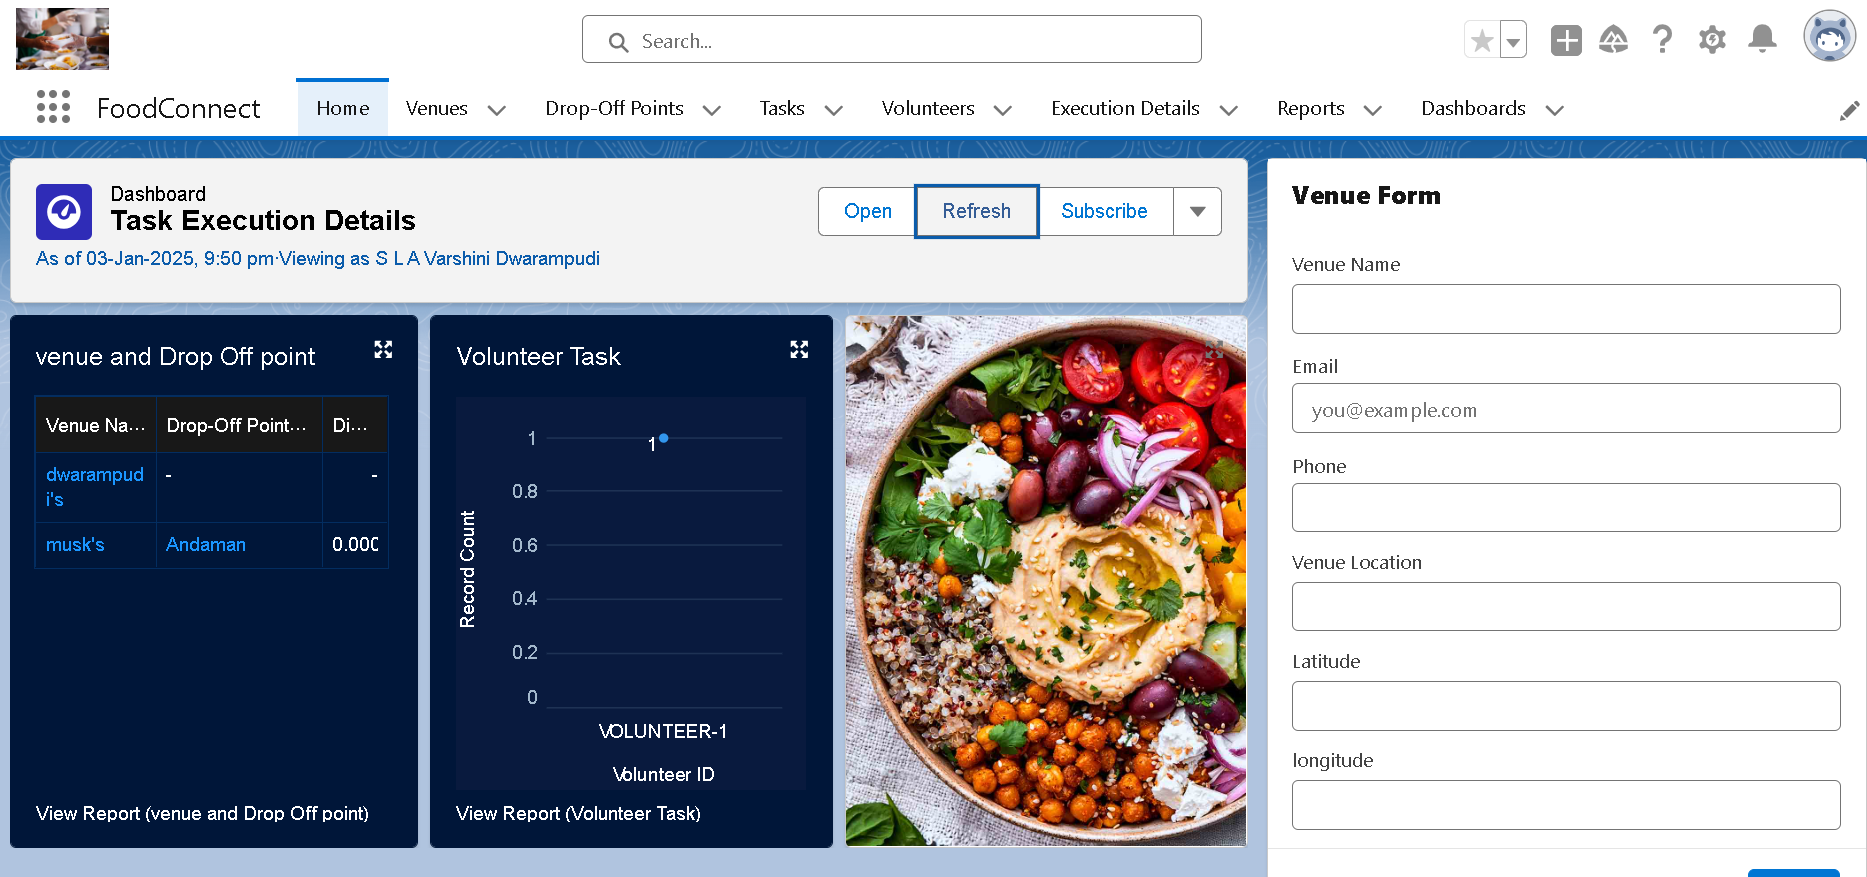 Search...
FoodConnect
Home
Venues
Drop-Off Points
Tasks
Volunteers
Execution Details
Reports
Dashboards
Dashboard
Task Execution Details
As of 03-Jan-2025, 9:50 pm·Viewing as S L A Varshini Dwarampudi
Open
Refresh
Subscribe
venue and Drop Off point
Venue Na... Drop-Off Point... Di...
dwarampud - -
i's
musk's Andaman 0.000
View Report (venue and Drop Off point)
Volunteer Task
Record Count
1
1
0.8
0.6
0.4
0.2
0
VOLUNTEER-1
Volunteer ID
View Report (Volunteer Task)
Venue Form
Venue Name
Email
you@example.com
Phone
Venue Location
Latitude
longitude